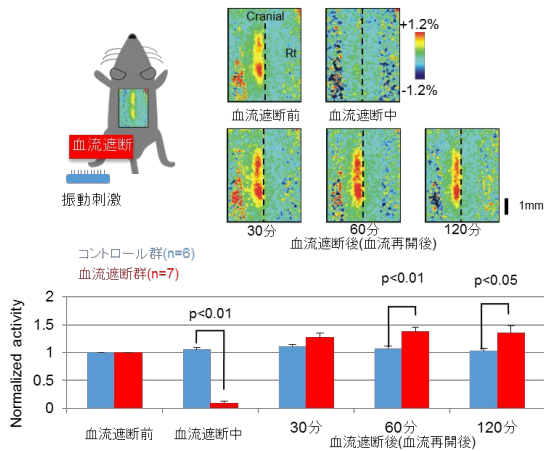 Cranial
Rt
+1.2%
-1.2%
血流遮断前
血流遮断中
血流遮断
振動刺激
30分
60分
120分
血流遮断後(血流再開後)
1mm
コントロール群(n=6)
血流遮断群(n=7)
Normalized activity
2
1.5
1
0.5
0
p<0.01
p<0.01
p<0.05
血流遮断前
血流遮断中
30分
60分
120分
血流遮断後(血流再開後)